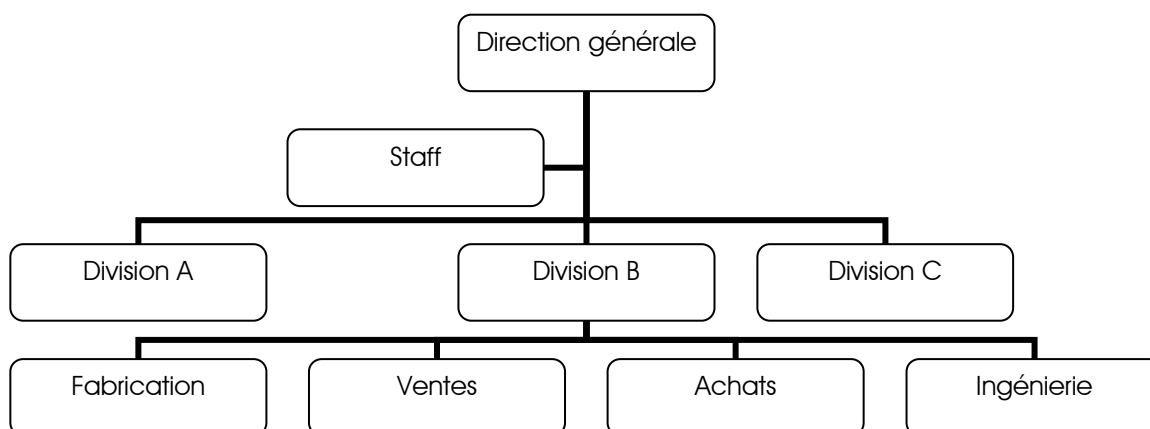 Direction générale
Staff
Division A
Division B
Division C
Fabrication
Ventes
Achats
Ingénierie